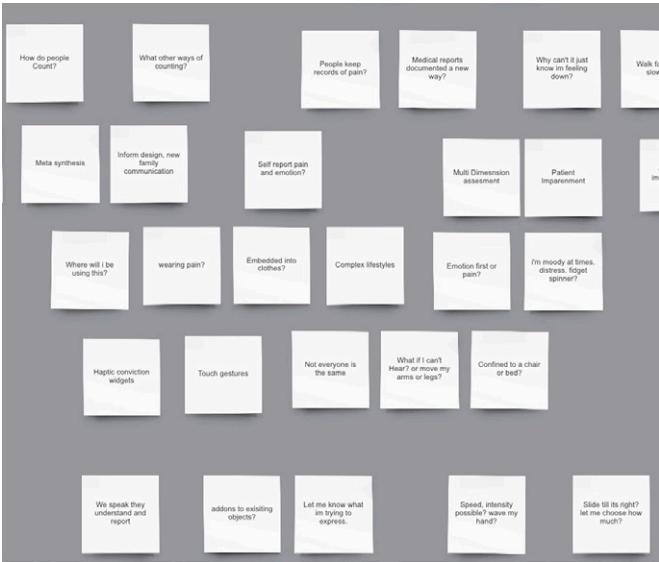 How do people
Count?
What other ways of
counting?
People keep
records of pain?
Medical reports
documented a new
way?
Why can't it just
know im feeling
down?
Walk
slow
Meta synthesis
Inform design, new
family
communication
Self report pain
and emotion?
Multi Dimesnsion
assesment
Patient
Imparenment
im
Where will i be
using this?
wearing pain?
Embedded into
clothes?
Complex lifestyles
Emotion first or
pain?
I'm moody at times.
distress. fidget
spinner?
Haptic conviction
widgets
Touch gestures
Not everyone is
the same
What if I can't
Hear? or move my
arms or legs?
Confined to a chair
or bed?
We speak they
understand and
report
addons to exisiting
objects?
Let me know what
im trying to
express.
Speed, intensity
possible? wave my
hand?
Slide till its right?
let me choose how
much?